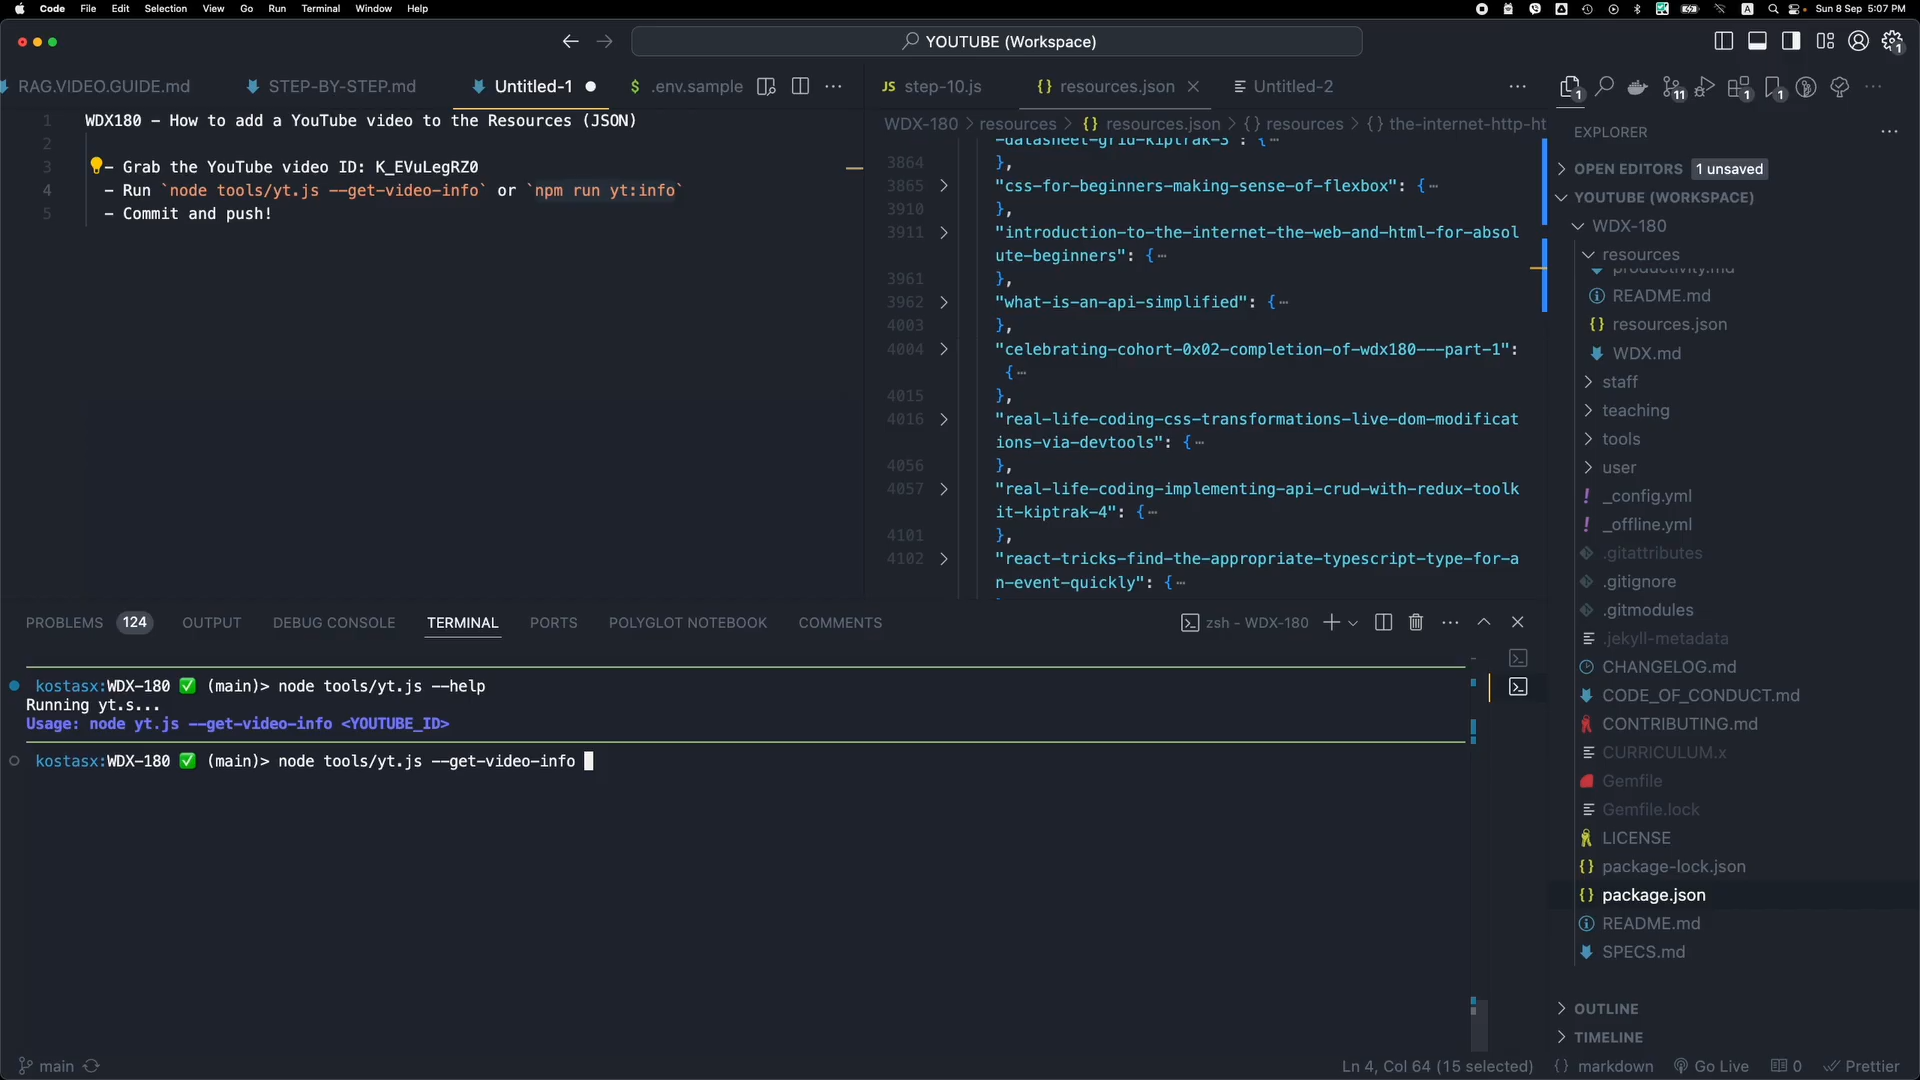 Code File Edit Selection View Go Run Terminal Window Help
A Sun 8 Sep 5:07 PM
YOUTUBE (Workspace)
1
RAG.VIDEO.GUIDE.md STEP-BY-STEP.md Untitled-1 $ .env.sample
JS step-10.js {} resources.json Untitled-2
1 11 1 1
1 WDX180 – How to add a YouTube video to the Resources (JSON)
2
3 – Grab the YouTube video ID: K_EVuLegRZ0
4 – Run `node tools/yt.js --get-video-info` or `npm run yt:info`
5 – Commit and push!
WDX-180 > resources > {} resources.json > {} resources > {} the-internet-http-ht
-datasheet-grid-kiptrak-3": {…
3864 },
3865 > "css-for-beginners-making-sense-of-flexbox": {…
3910 },
3911 > "introduction-to-the-internet-the-web-and-html-for-absol
ute-beginners": {…
3961 },
3962 > "what-is-an-api-simplified": {…
4003 },
4004 > "celebrating-cohort-0x02-completion-of-wdx180---part-1":
{…
4015 },
4016 > "real-life-coding-css-transformations-live-dom-modificat
ions-via-devtools": {…
4056 },
4057 > "real-life-coding-implementing-api-crud-with-redux-toolk
it-kiptrak-4": {…
4101 },
4102 > "react-tricks-find-the-appropriate-typescript-type-for-a
n-event-quickly": {…
EXPLORER
OPEN EDITORS 1 unsaved
YOUTUBE (WORKSPACE)
WDX-180
resources
productivity.md
README.md
{} resources.json
WDX.md
staff
teaching
tools
user
! _config.yml
! _offline.yml
.gitattributes
.gitignore
.gitmodules
.jekyll-metadata
CHANGELOG.md
CODE_OF_CONDUCT.md
CONTRIBUTING.md
CURRICULUM.x
Gemfile
Gemfile.lock
LICENSE
{} package-lock.json
{} package.json
README.md
SPECS.md
OUTLINE
TIMELINE
PROBLEMS 124 OUTPUT DEBUG CONSOLE TERMINAL PORTS POLYGLOT NOTEBOOK COMMENTS
zsh - WDX-180
kostasx:WDX-180 ✅ (main)> node tools/yt.js --help
Running yt.s...
Usage: node yt.js --get-video-info <YOUTUBE_ID>
kostasx:WDX-180 ✅ (main)> node tools/yt.js --get-video-info
main
Ln 4, Col 64 (15 selected) {} markdown Go Live 0 Prettier